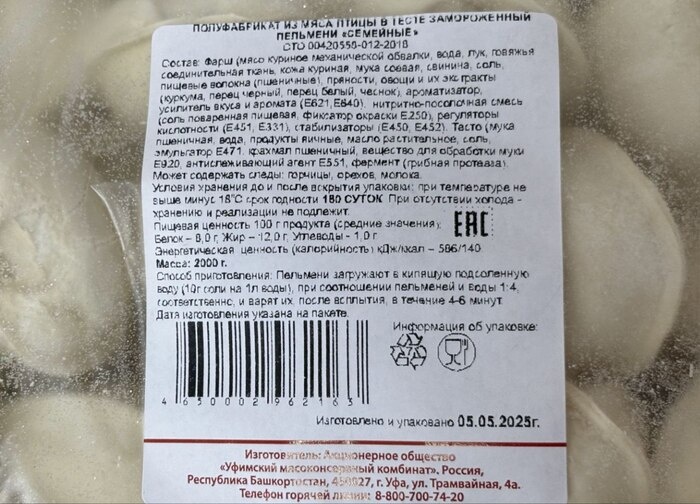 ПОЛУФАБРИКАТ ИЗ МЯСА ПТИЦЫ В ТЕСТЕ ЗАМОРОЖЕННЫЙ
ПЕЛЬМЕНИ «СЕМЕЙНЫЕ»
СТО 00420555-012-2018
Состав: Фарш (мясо куриное механической обвалки, вода, лук, говяжья
соединительная ткань, кожа куриная, мука соевая, свинина, соль,
пищевые волокна (пшеничные), пряности, овощи и их экстракты
(куркума, перец черный, перец белый, чеснок), ароматизатор,
усилитель вкуса и аромата (Е621,Е640), нитритно-посолочная смесь
(соль поваренная пищевая, фиксатор окраски Е250), регуляторы
кислотности (Е451, Е331), стабилизаторы (Е450, Е452). Тесто (мука
пшеничная, вода, продукты яичные, масло растительное, соль,
эмульгатор Е471, крахмал пшеничный, вещество для обработки муки
Е920, антислеживающий агент Е551, фермент (грибная протеаза).
Может содержать следы: горчицы, орехов, молока.
Условия хранения до и после вскрытия упаковки: при температуре не
выше минус 18°С срок годности 180 СУТОК. При отсутствии холода -
хранению и реализации не подлежит.
Пищевая ценность 100 г продукта (средние значения):
Белок – 8,0 г, Жир – 12,0 г, Углеводы - 1,0 г
ЕАС
Энергетическая ценность (калорийность) кДж/ккал – 586/140
Масса: 2000 г.
Способ приготовления: Пельмени загружают в кипящую подсоленную
воду (10г соли на 1л воды), при соотношении пельменей и воды 1:4,
соответственно, и варят их, после всплытия, в течение 4-6 минут.
Дата изготовления указана на пакете.
Информация об упаковке:
4 650002 962163
Изготовлено и упаковано 05.05.2025г.
Изготовитель: Акционерное общество
«Уфимский мясоконсервный комбинат». Россия,
Республика Башкортостан, 450027, г. Уфа, ул. Трамвайная, 4а.
Телефон горячей линии: 8-800-700-74-20